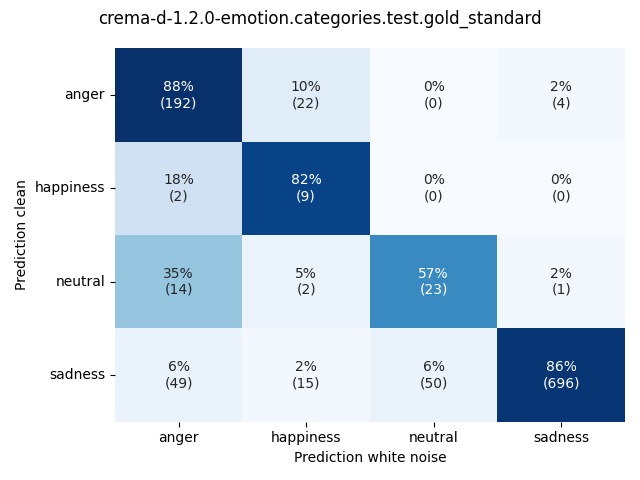 crema-d-1.2.0-emotion.categories.test.gold_standard
Prediction clean
anger
88%
(192)
10%
(22)
0%
(0)
2%
(4)
happiness
18%
(2)
82%
(9)
0%
(0)
0%
(0)
neutral
35%
(14)
5%
(2)
57%
(23)
2%
(1)
sadness
6%
(49)
2%
(15)
6%
(50)
86%
(696)
anger
happiness
neutral
sadness
Prediction white noise